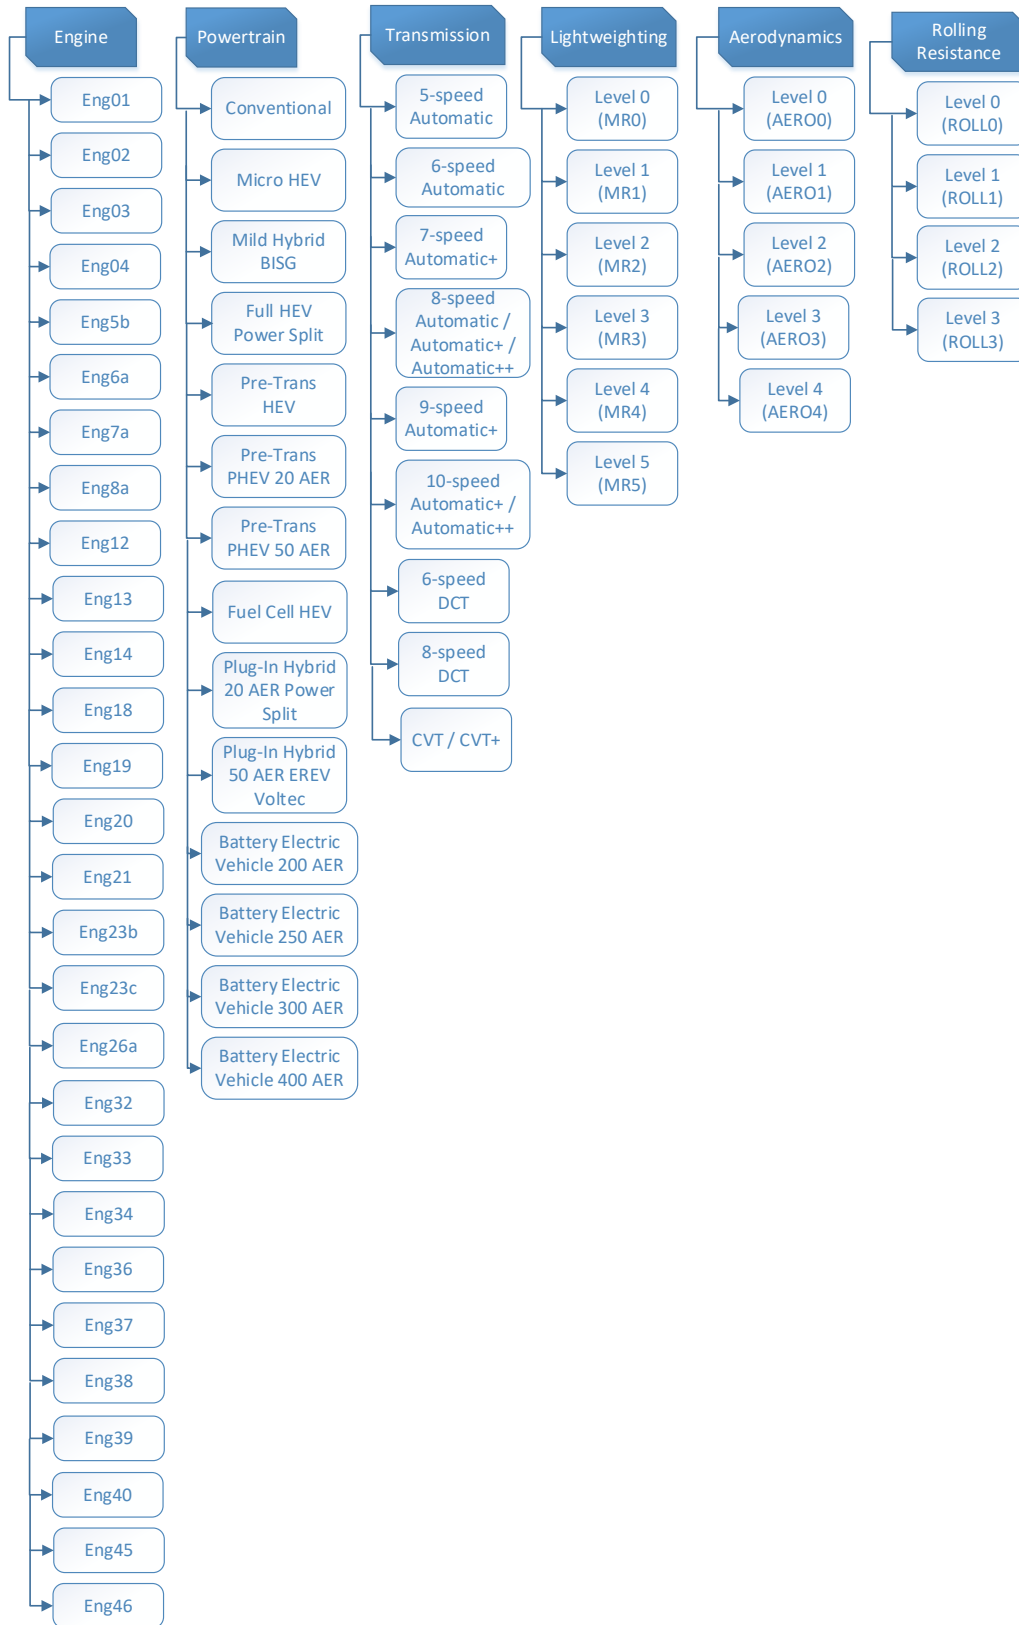 Engine
Eng01
Eng02
Eng03
Eng04
Eng5b
Eng6a
Eng7a
Eng8a
Eng12
Eng13
Eng14
Eng18
Eng19
Eng20
Eng21
Eng23b
Eng23c
Eng26a
Eng32
Eng33
Eng34
Eng36
Eng37
Eng38
Eng39
Eng40
Eng45
Eng46
Powertrain
Conventional
Micro HEV
Mild Hybrid
BISG
Full HEV
Power Split
Pre-Trans
HEV
Pre-Trans
PHEV 20 AER
Pre-Trans
PHEV 50 AER
Fuel Cell HEV
Plug-In Hybrid
20 AER Power
Split
Plug-In Hybrid
50 AER EREV
Voltec
Battery Electric
Vehicle 200 AER
Battery Electric
Vehicle 250 AER
Battery Electric
Vehicle 300 AER
Battery Electric
Vehicle 400 AER
Transmission
5-speed
Automatic
6-speed
Automatic
7-speed
Automatic+
8-speed
Automatic /
Automatic+ /
Automatic++
9-speed
Automatic+
10-speed
Automatic+ /
Automatic++
6-speed
DCT
8-speed
DCT
CVT / CVT+
Lightweighting
Level 0
(MR0)
Level 1
(MR1)
Level 2
(MR2)
Level 3
(MR3)
Level 4
(MR4)
Level 5
(MR5)
Aerodynamics
Level 0
(AERO0)
Level 1
(AERO1)
Level 2
(AERO2)
Level 3
(AERO3)
Level 4
(AERO4)
Rolling
Resistance
Level 0
(ROLL0)
Level 1
(ROLL1)
Level 2
(ROLL2)
Level 3
(ROLL3)